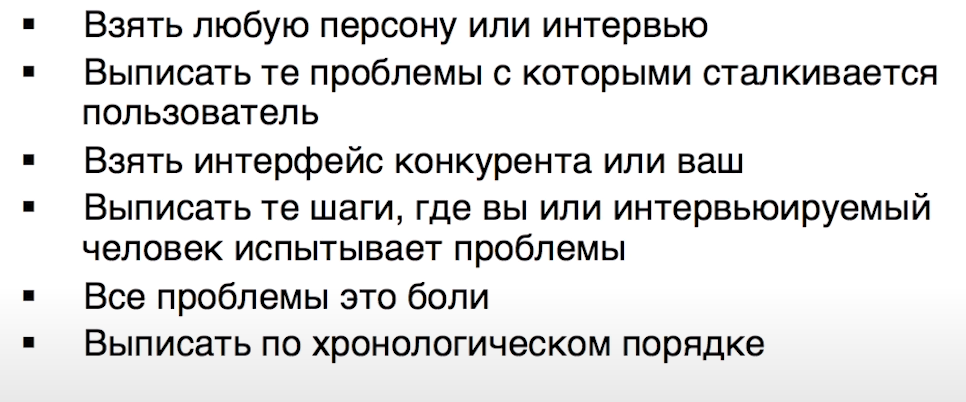 ▪ Взять любую персону или интервью
▪ Выписать те проблемы с которыми сталкивается
пользователь
▪ Взять интерфейс конкурента или ваш
▪ Выписать те шаги, где вы или интервьюируемый
человек испытывает проблемы
▪ Все проблемы это боли
▪ Выписать по хронологическом порядке